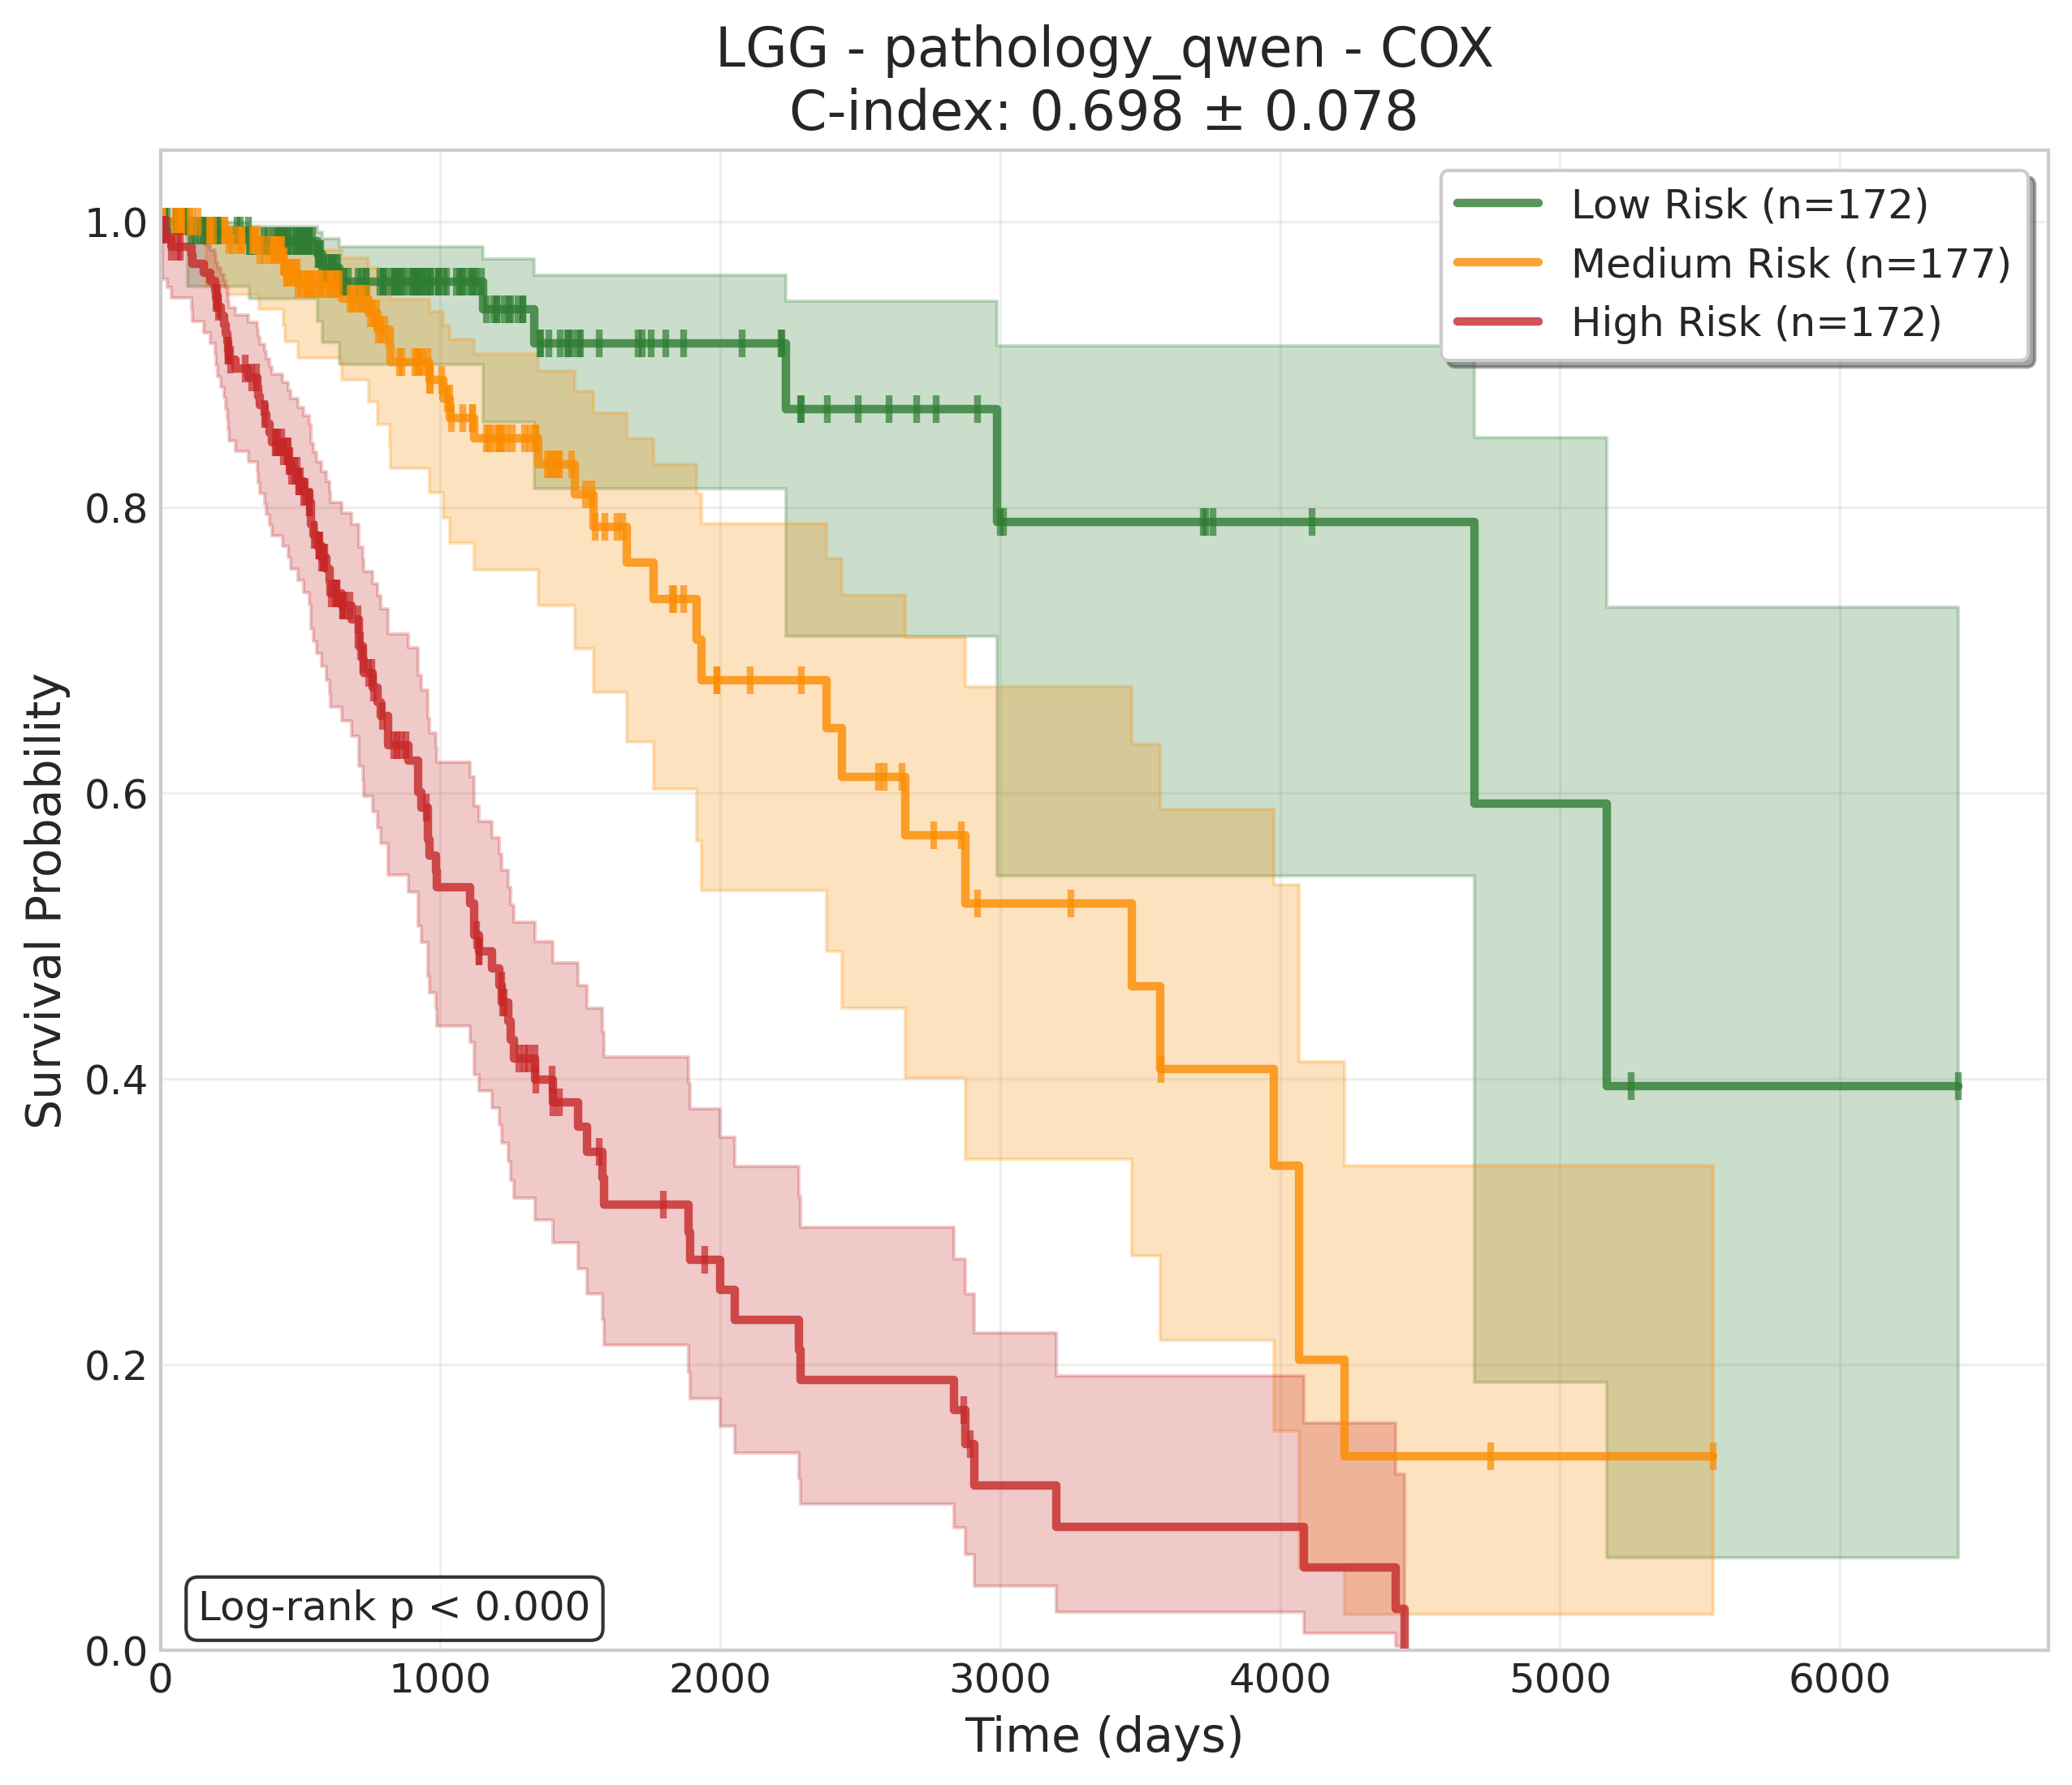 LGG - pathology_qwen - COX
C-index: 0.698 ± 0.078
Low Risk (n=172)
Medium Risk (n=177)
High Risk (n=172)
Survival Probability
1.0
0.8
0.6
0.4
0.2
0.0
Log-rank p < 0.000
0 1000 2000 3000 4000 5000 6000
Time (days)